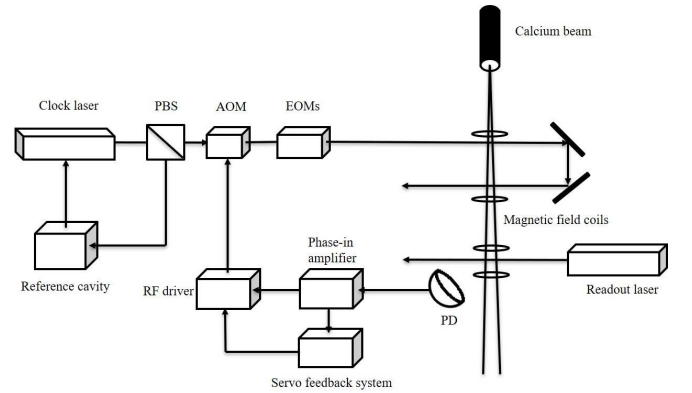 Calcium beam
Clock laser
PBS
AOM
EOMs
Magnetic field coils
Phase-in
amplifier
Reference cavity
RF driver
Readout laser
PD
Servo feedback system